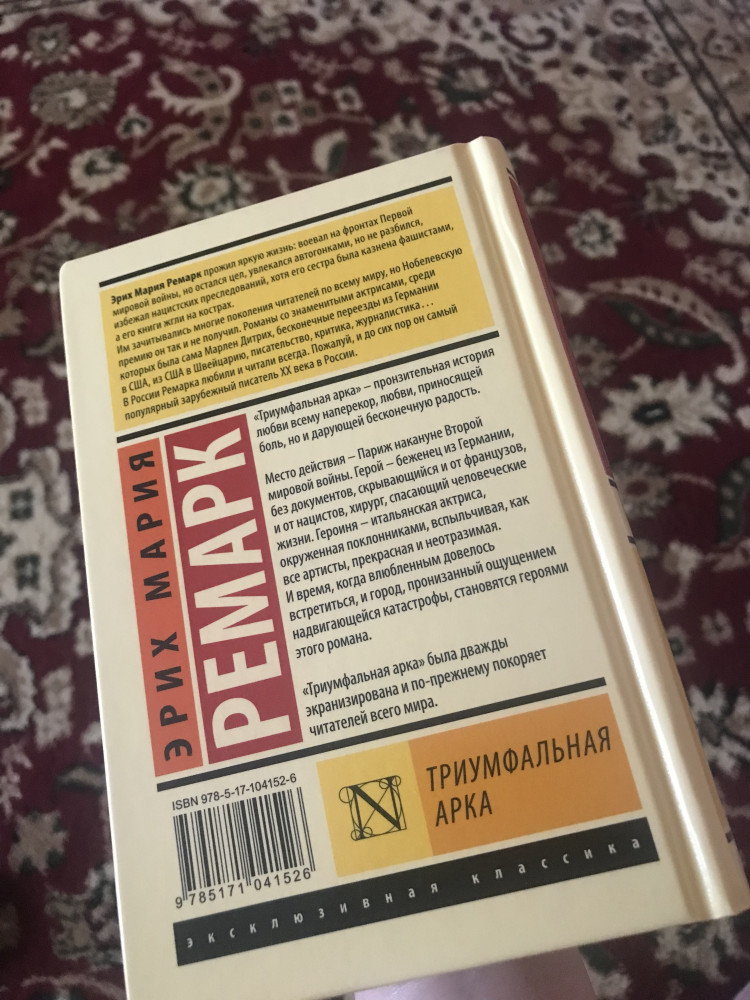 Эрих Мария Ремарк прожил яркую жизнь: воевал на фронтах Первой
мировой войны, но остался цел, увлекался автогонками, но не разбился,
избежал нацистских преследований, хотя его сестра была казнена фашистами,
а его книги жгли на кострах.
Им зачитывались многие поколения читателей по всему миру, но Нобелевскую
премию он так и не получил. Романы со знаменитыми актрисами, среди
которых была сама Марлен Дитрих, бесконечные переезды из Германии
в США, из США в Швейцарию, писательство, критика, журналистика...
В России Ремарка любили и читали всегда. Пожалуй, и до сих пор он самый
популярный зарубежный писатель XX века в России.
ЭРИХ МАРИЯ
РЕМАРК
«Триумфальная арка» – пронзительная история
любви всему наперекор, любви, приносящей
боль, но и дарующей бесконечную радость.
Место действия – Париж накануне Второй
мировой войны. Герой – беженец из Германии,
без документов, скрывающийся и от французов,
и от нацистов, хирург, спасающий человеческие
жизни. Героиня – итальянская актриса,
окруженная поклонниками, вспыльчивая, как
все артисты, прекрасная и неотразимая.
И время, когда влюбленным довелось
встретиться, и город, пронизанный ощущением
надвигающейся катастрофы, становятся героями
этого романа.
«Триумфальная арка» была дважды
экранизирована и по-прежнему покоряет
читателей всего мира.
ISBN 978-5-17-104152-6
9 785171 041526
N
ТРИУМФАЛЬНАЯ
АРКА
эксклюзивная классика